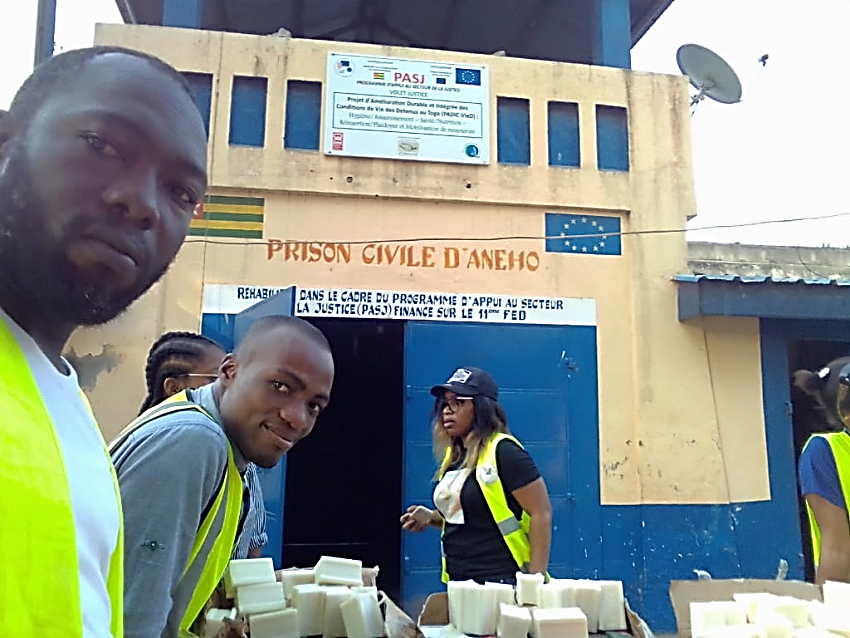 PASJ
PROGRAMME D'APPUI AU SECTEUR DE LA JUSTICE
VOLET JUSTICE
Projet d'Amélioration Durable et Intégrée des
Conditions de Vie des Détenus au Togo (PADIC-VieD) :
Hygiène/Assainissement - Santé/Nutrition -
Réinsertion/Plaidoyer et Mobilisation de ressources
PRISON CIVILE D'ANEHO
DANS LE CADRE DU PROGRAMME D'APPUI AU SECTEUR
LA JUSTICE (PASJ) FINANCE SUR LE 11ème FED